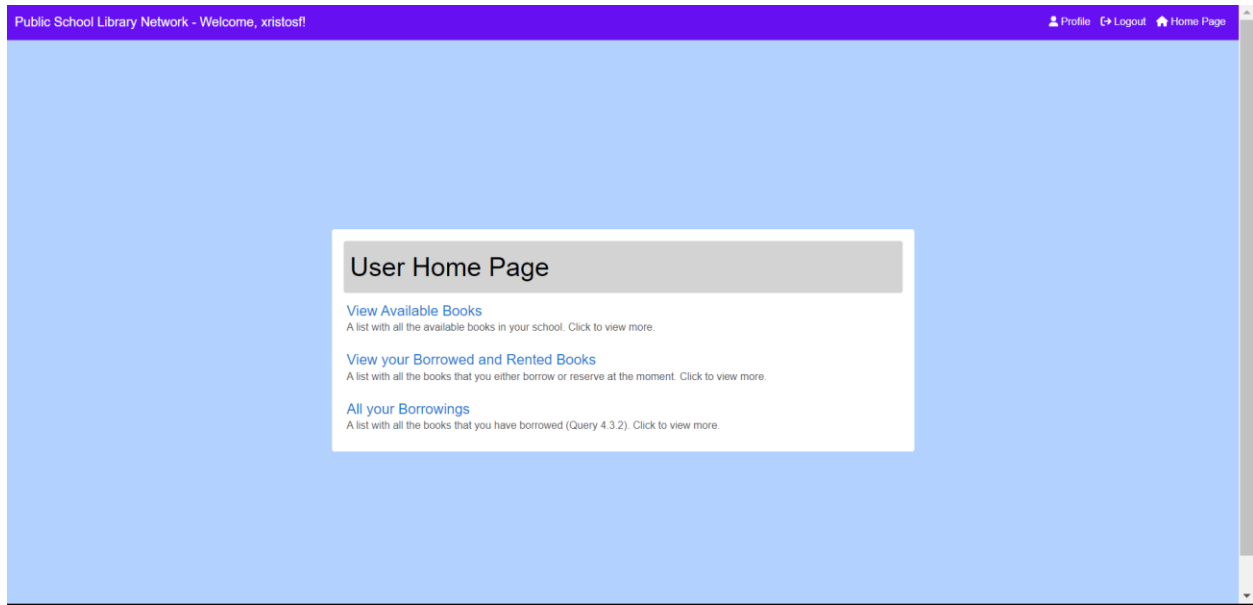 Public School Library Network - Welcome, xristosf!
Profile Logout Home Page
User Home Page
View Available Books
A list with all the available books in your school. Click to view more.
View your Borrowed and Rented Books
A list with all the books that you either borrow or reserve at the moment. Click to view more.
All your Borrowings
A list with all the books that you have borrowed (Query 4.3.2). Click to view more.